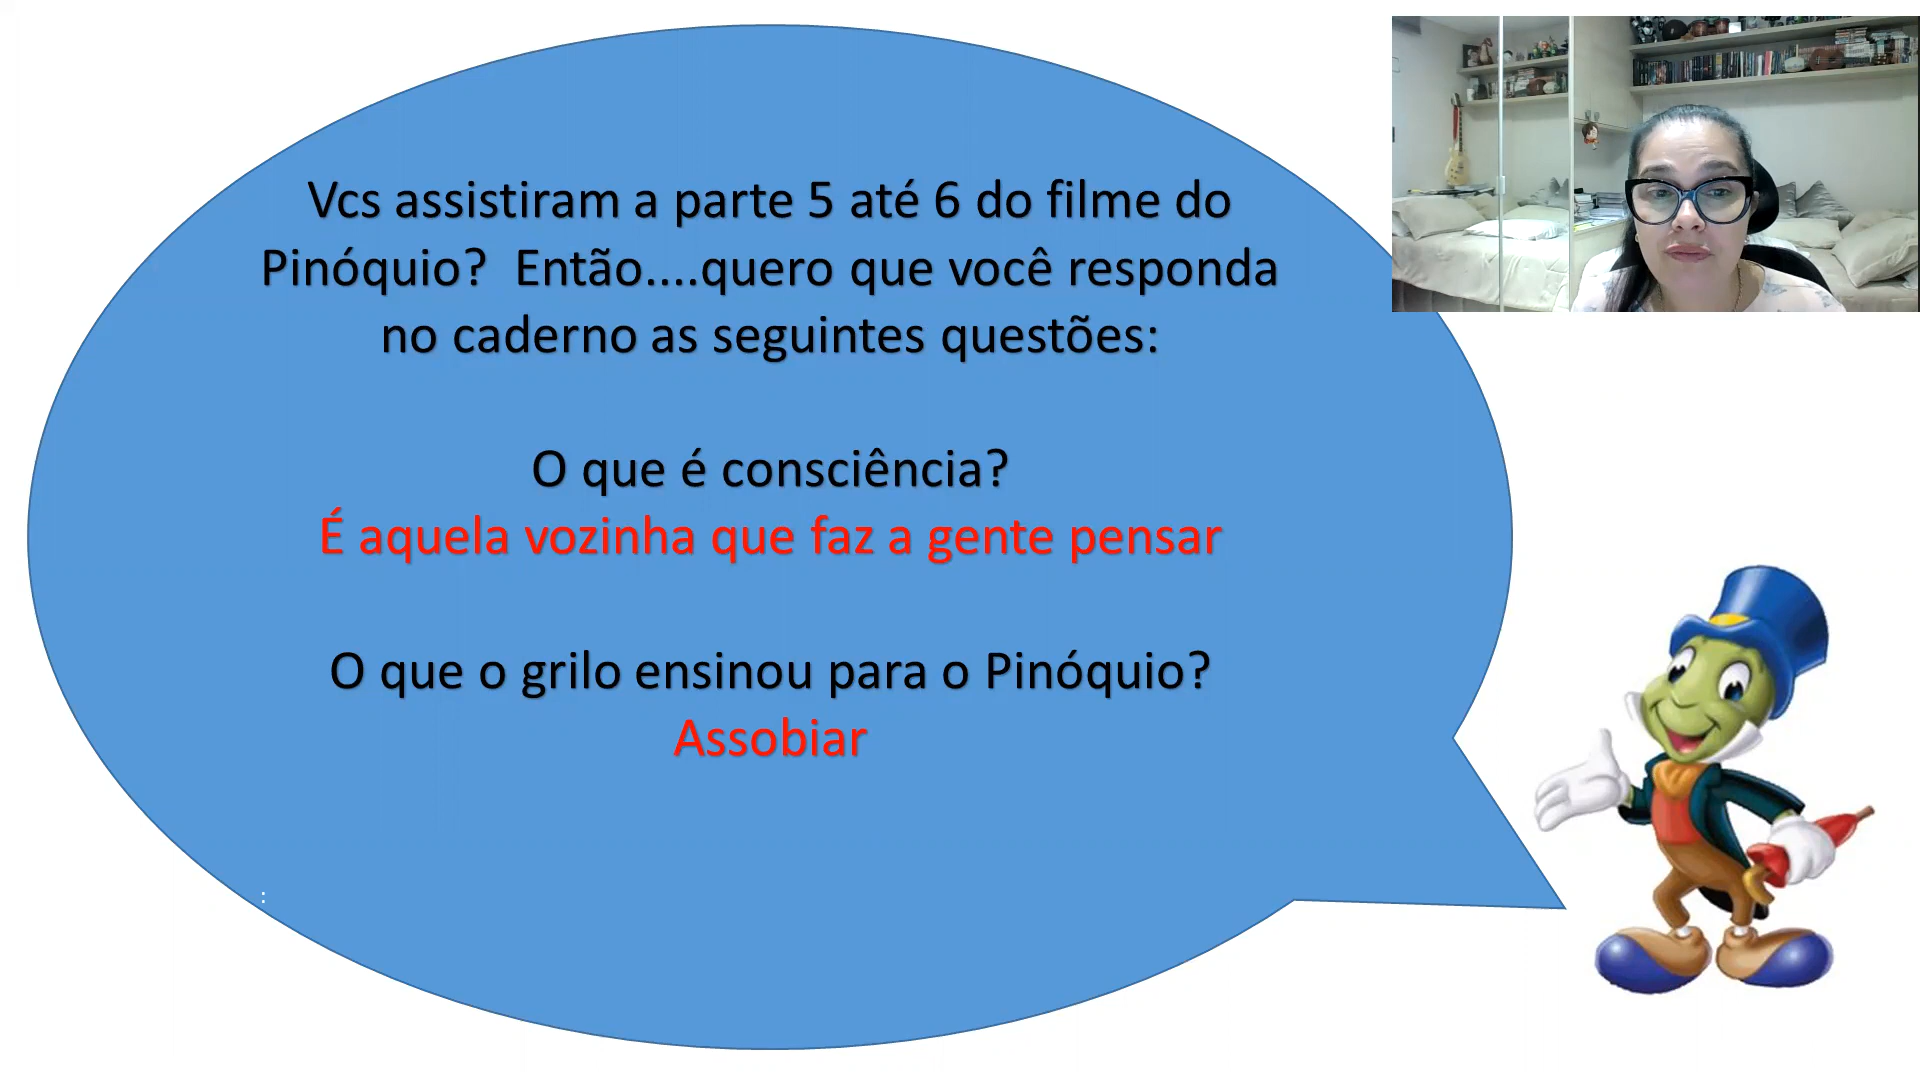 Vcs assistiram a parte 5 até 6 do filme do
Pinóquio?  Então....quero que você responda
no caderno as seguintes questões:
O que é consciência?
É aquela vozinha que faz a gente pensar
O que o grilo ensinou para o Pinóquio?
Assobiar
: